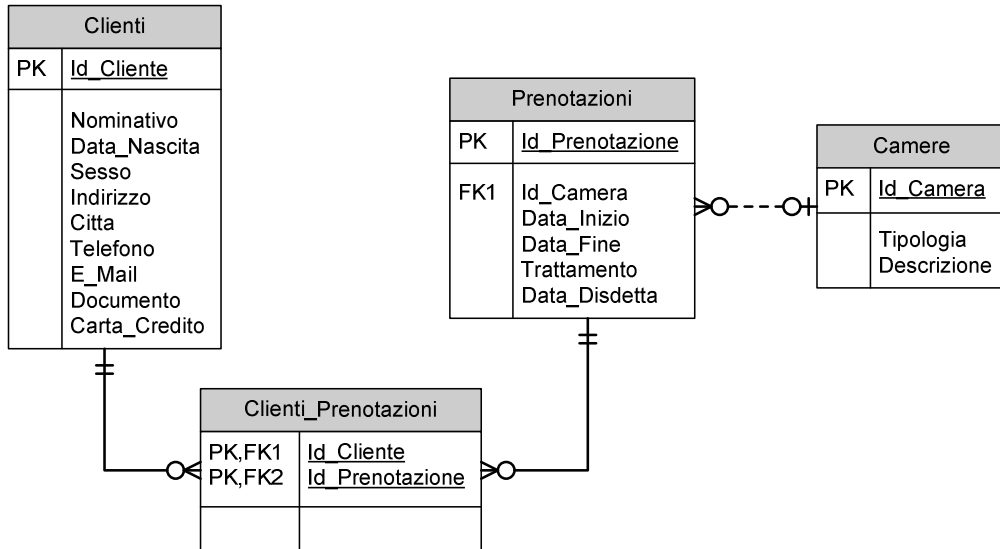 Clienti
PK Id_Cliente
Nominativo
Data_Nascita
Sesso
Indirizzo
Citta
Telefono
E_Mail
Documento
Carta_Credito
Prenotazioni
PK Id_Prenotazione
FK1 Id_Camera
Data_Inizio
Data_Fine
Trattamento
Data_Disdetta
Camere
PK Id_Camera
Tipologia
Descrizione
Clienti_Prenotazioni
PK,FK1 Id_Cliente
PK,FK2 Id_Prenotazione